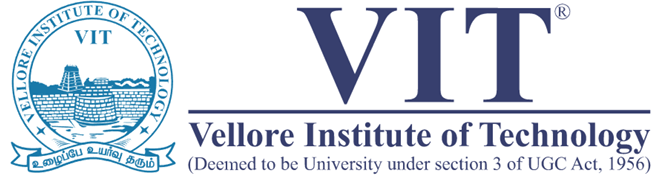 VELLORE INSTITUTE OF TECHNOLOGY
VIT
உழைப்பே உயர்வு தரும்
VIT®
Vellore Institute of Technology
(Deemed to be University under section 3 of UGC Act, 1956)